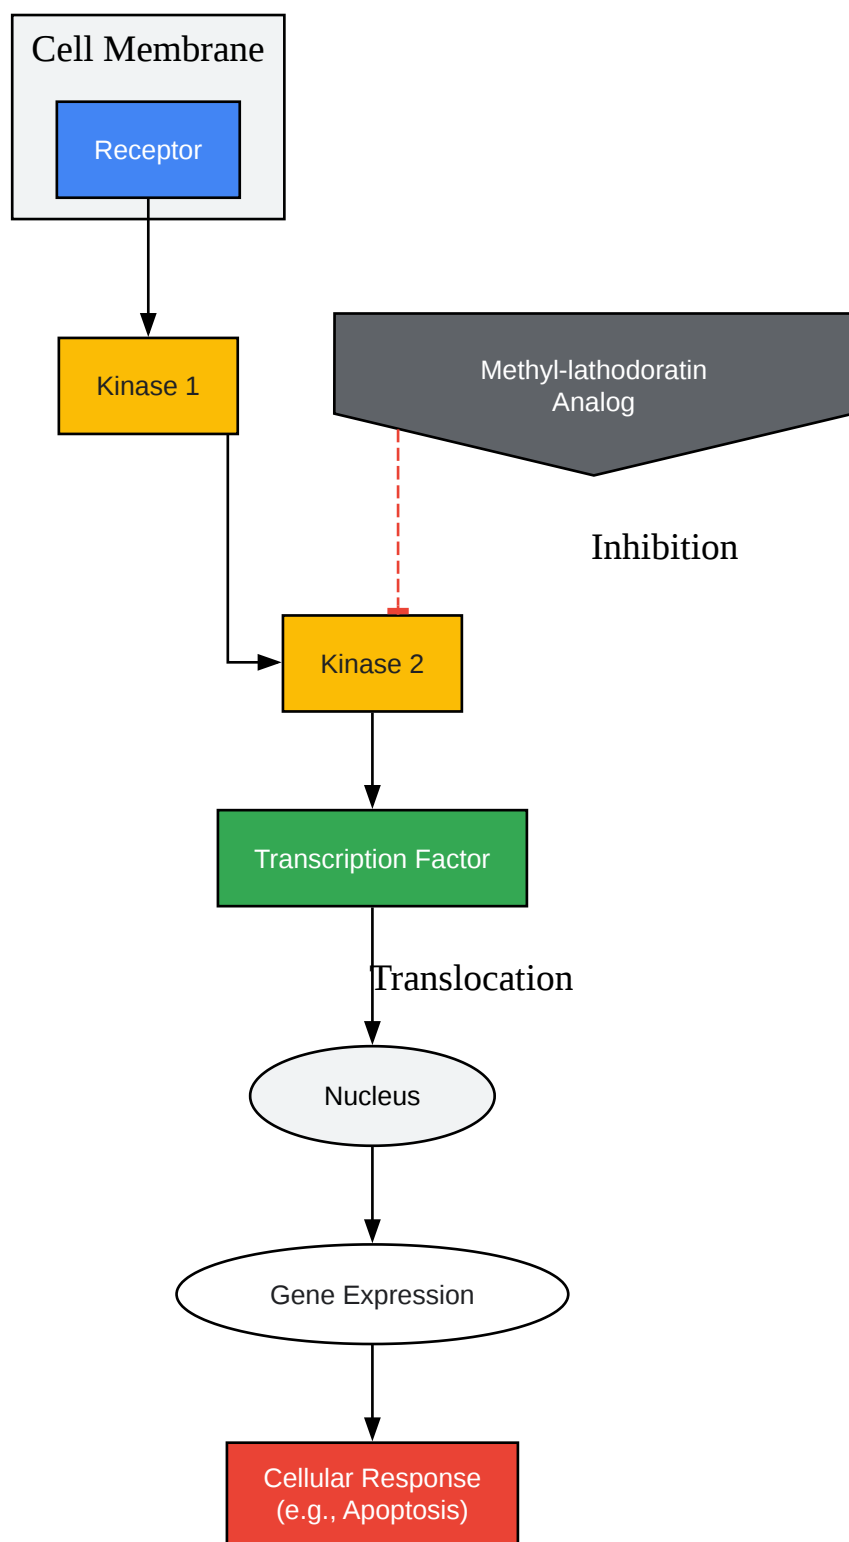 Cell Membrane
Receptor
Kinase 1
Methyl-lathodoratin
Analog
Inhibition
Kinase 2
Transcription Factor
Translocation
Nucleus
Gene Expression
Cellular Response
(e.g., Apoptosis)